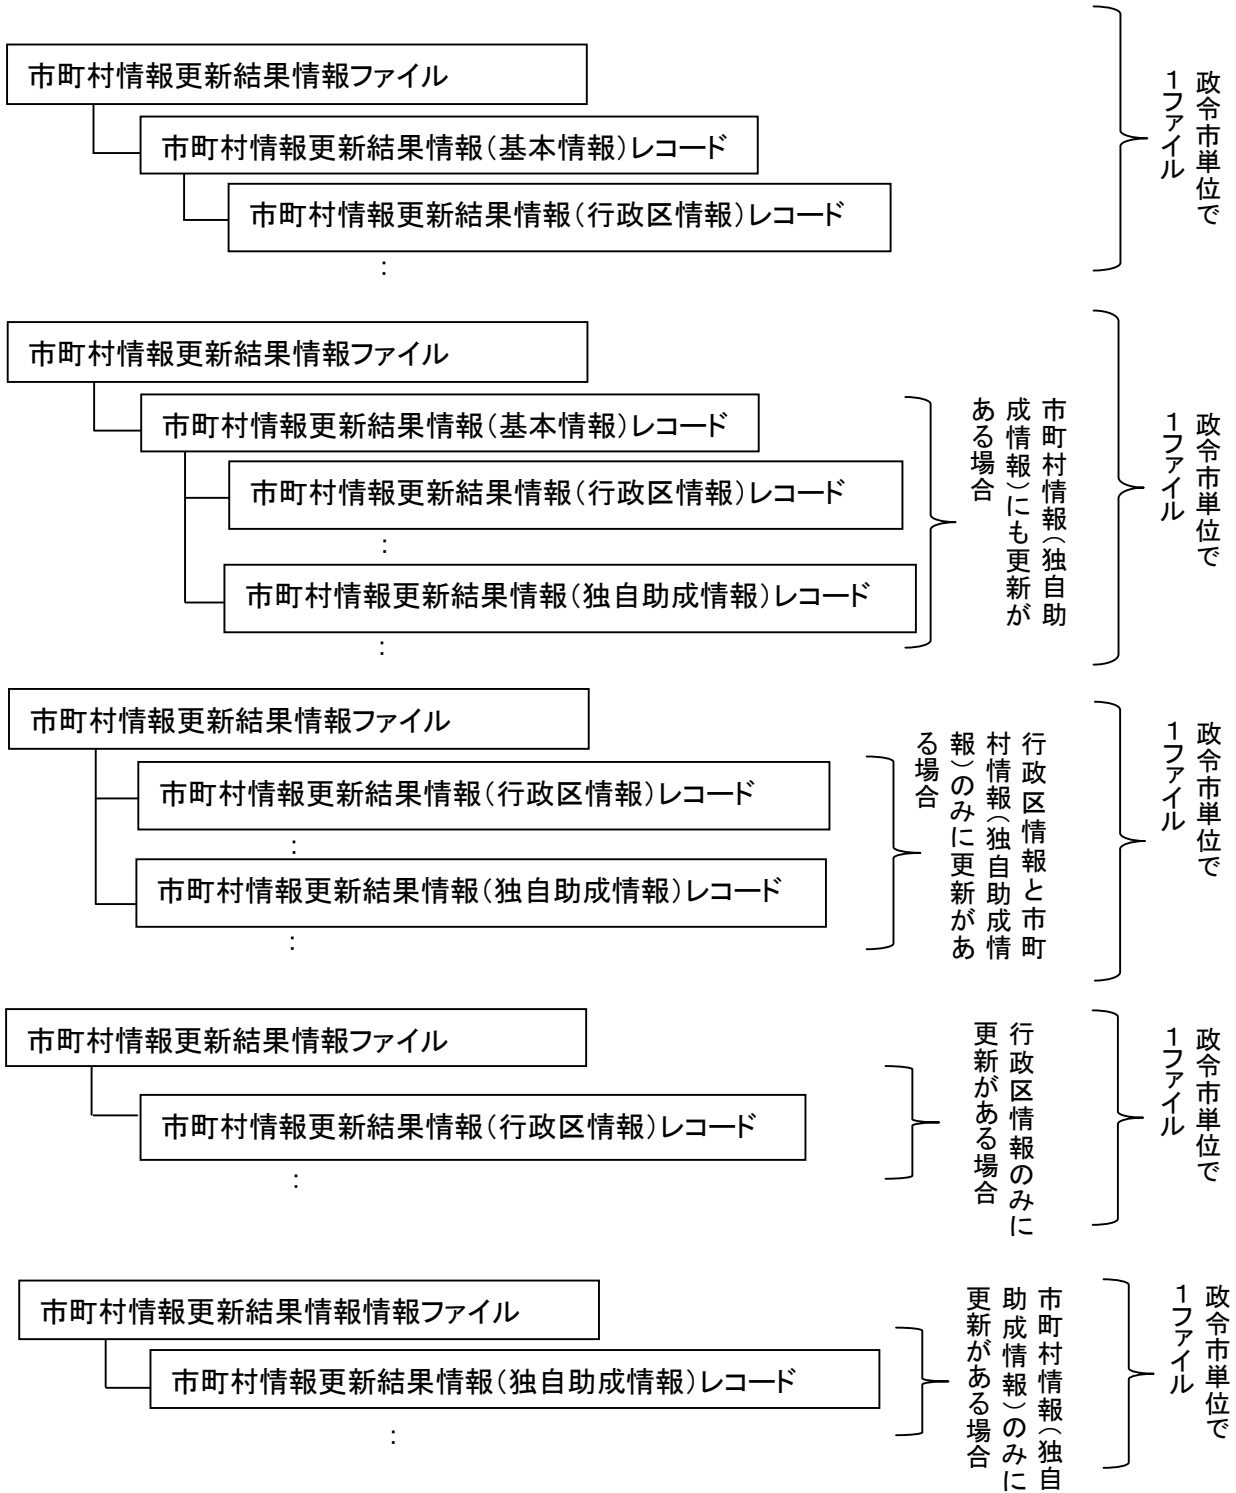 市町村情報更新結果情報ファイル
市町村情報更新結果情報（基本情報）レコード
市町村情報更新結果情報（行政区情報）レコード
：
政令市単位で
１ファイル
市町村情報更新結果情報ファイル
市町村情報更新結果情報（基本情報）レコード
市町村情報更新結果情報（行政区情報）レコード
：
市町村情報更新結果情報（独自助成情報）レコード
：
市町村情報（独自助
成情報）にも更新が
ある場合
政令市単位で
１ファイル
市町村情報更新結果情報ファイル
市町村情報更新結果情報（行政区情報）レコード
：
市町村情報更新結果情報（独自助成情報）レコード
：
行政区情報と市町
村情報（独自助成情
報）のみに更新があ
る場合
政令市単位で
１ファイル
市町村情報更新結果情報ファイル
市町村情報更新結果情報（行政区情報）レコード
：
行政区情報のみに
更新がある場合
政令市単位で
１ファイル
市町村情報更新結果情報情報ファイル
市町村情報更新結果情報（独自助成情報）レコード
：
市町村情報（独自
助成情報）のみに
更新がある場合
政令市単位で
１ファイル